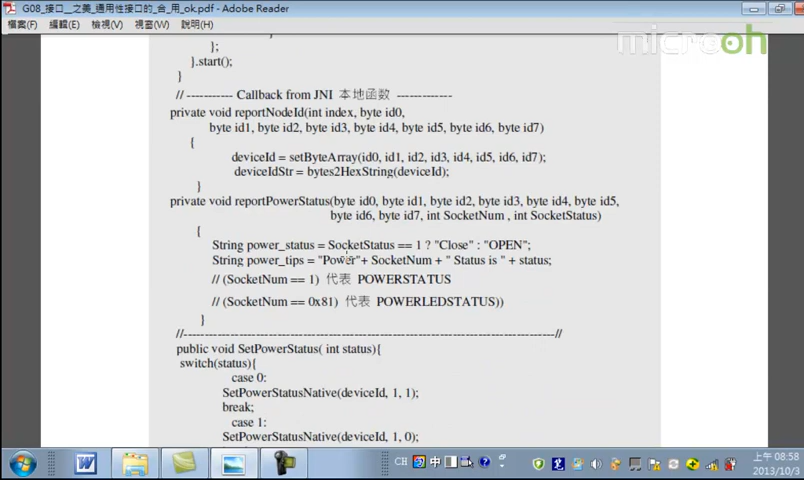 G08_接口__之美_通用性接口的_合_用_ok.pdf - Adobe Reader
檔案(F) 編輯(E) 檢視(V) 視窗(W) 說明(H)
microoh
};
}.start();
}
// ----------- Callback from JNI 本地函数 -------------
private void reportNodeId(int index, byte id0,
byte id1, byte id2, byte id3, byte id4, byte id5, byte id6, byte id7)
{
deviceId = setByteArray(id0, id1, id2, id3, id4, id5, id6, id7);
deviceIdStr = bytes2HexString(deviceId);
}
private void reportPowerStatus(byte id0, byte id1, byte id2, byte id3, byte id4, byte id5,
byte id6, byte id7, int SocketNum , int SocketStatus)
{
String power_status = SocketStatus == 1 ? "Close" : "OPEN";
String power_tips = "Power"+ SocketNum + " Status is " + status;
// (SocketNum == 1) 代表 POWERSTATUS
// (SocketNum == 0x81) 代表 POWERLEDSTATUS))
}
//-----------------------------------------------------------------------------------//
public void SetPowerStatus( int status){
switch(status){
case 0:
SetPowerStatusNative(deviceId, 1, 1);
break;
case 1:
SetPowerStatusNative(deviceId, 1, 0);
CH 中
上午 08:58
2013/10/3